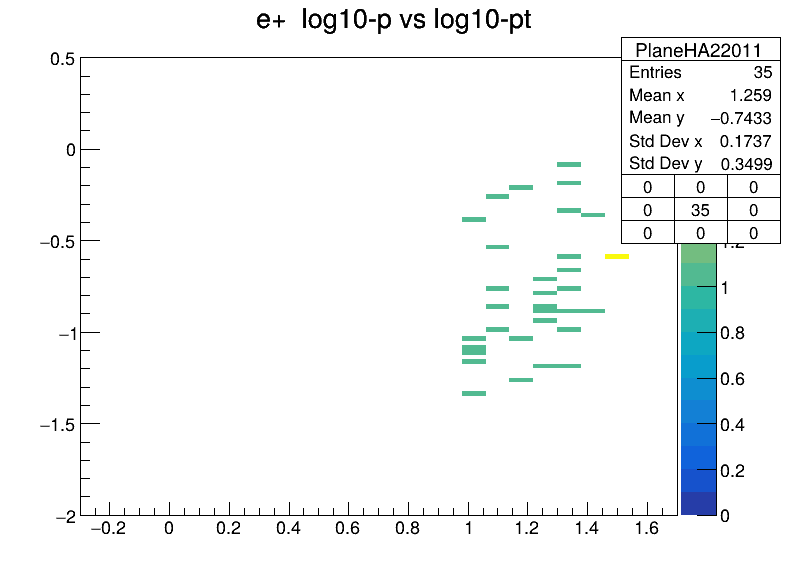 e+ log10-p vs log10-pt
PlaneHA22011
Entries 35
Mean x 1.259
Mean y −0.7433
Std Dev x 0.1737
Std Dev y 0.3499
0 0 0
0 35 0
0 0 0
0.5
0
−0.5
−1
−1.5
−2
−0.2 0 0.2 0.4 0.6 0.8 1 1.2 1.4 1.6
1.2
1
0.8
0.6
0.4
0.2
0